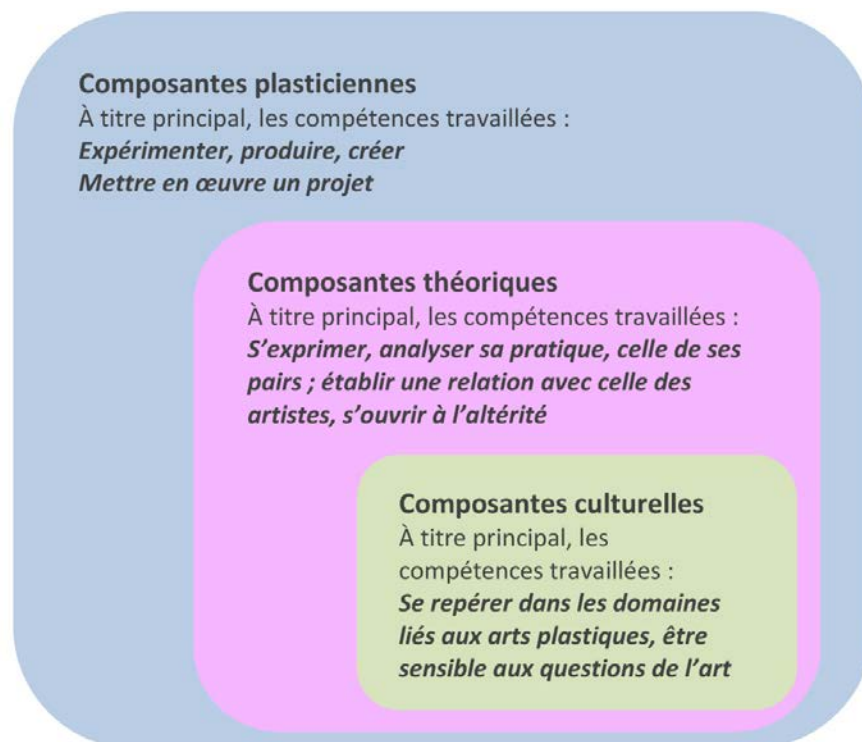 Composantes plasticiennes
À titre principal, les compétences travaillées :
Expérimenter, produire, créer
Mettre en œuvre un projet
Composantes théoriques
À titre principal, les compétences travaillées :
S’exprimer, analyser sa pratique, celle de ses
pairs ; établir une relation avec celle des
artistes, s’ouvrir à l’altérité
Composantes culturelles
À titre principal, les
compétences travaillées :
Se repérer dans les domaines
liés aux arts plastiques, être
sensible aux questions de l’art